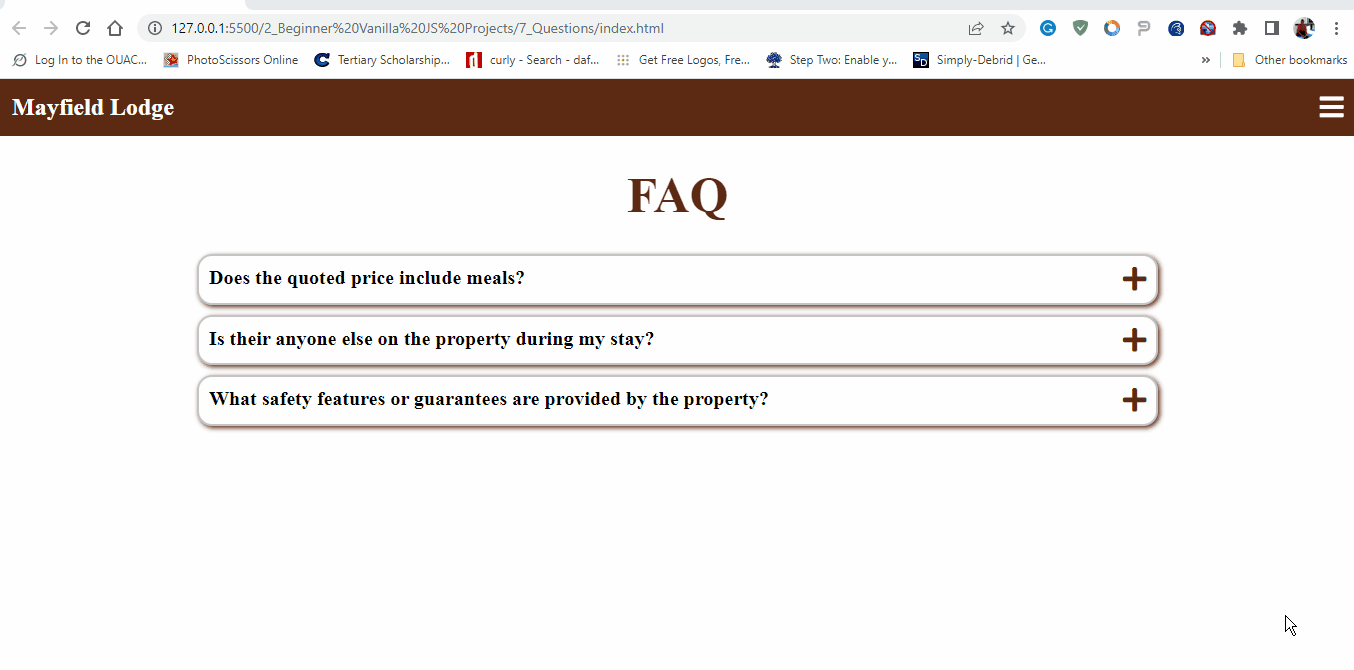 127.0.0.1:5500/2_Beginner%20Vanilla%20JS%20Projects/7_Questions/index.html
Log In to the OUAC... PhotoScissors Online Tertiary Scholarship... curly - Search - daf... Get Free Logos, Fre... Step Two: Enable y... Simply-Debrid | Ge... » Other bookmarks
Mayfield Lodge
FAQ
Does the quoted price include meals?
Is their anyone else on the property during my stay?
What safety features or guarantees are provided by the property?